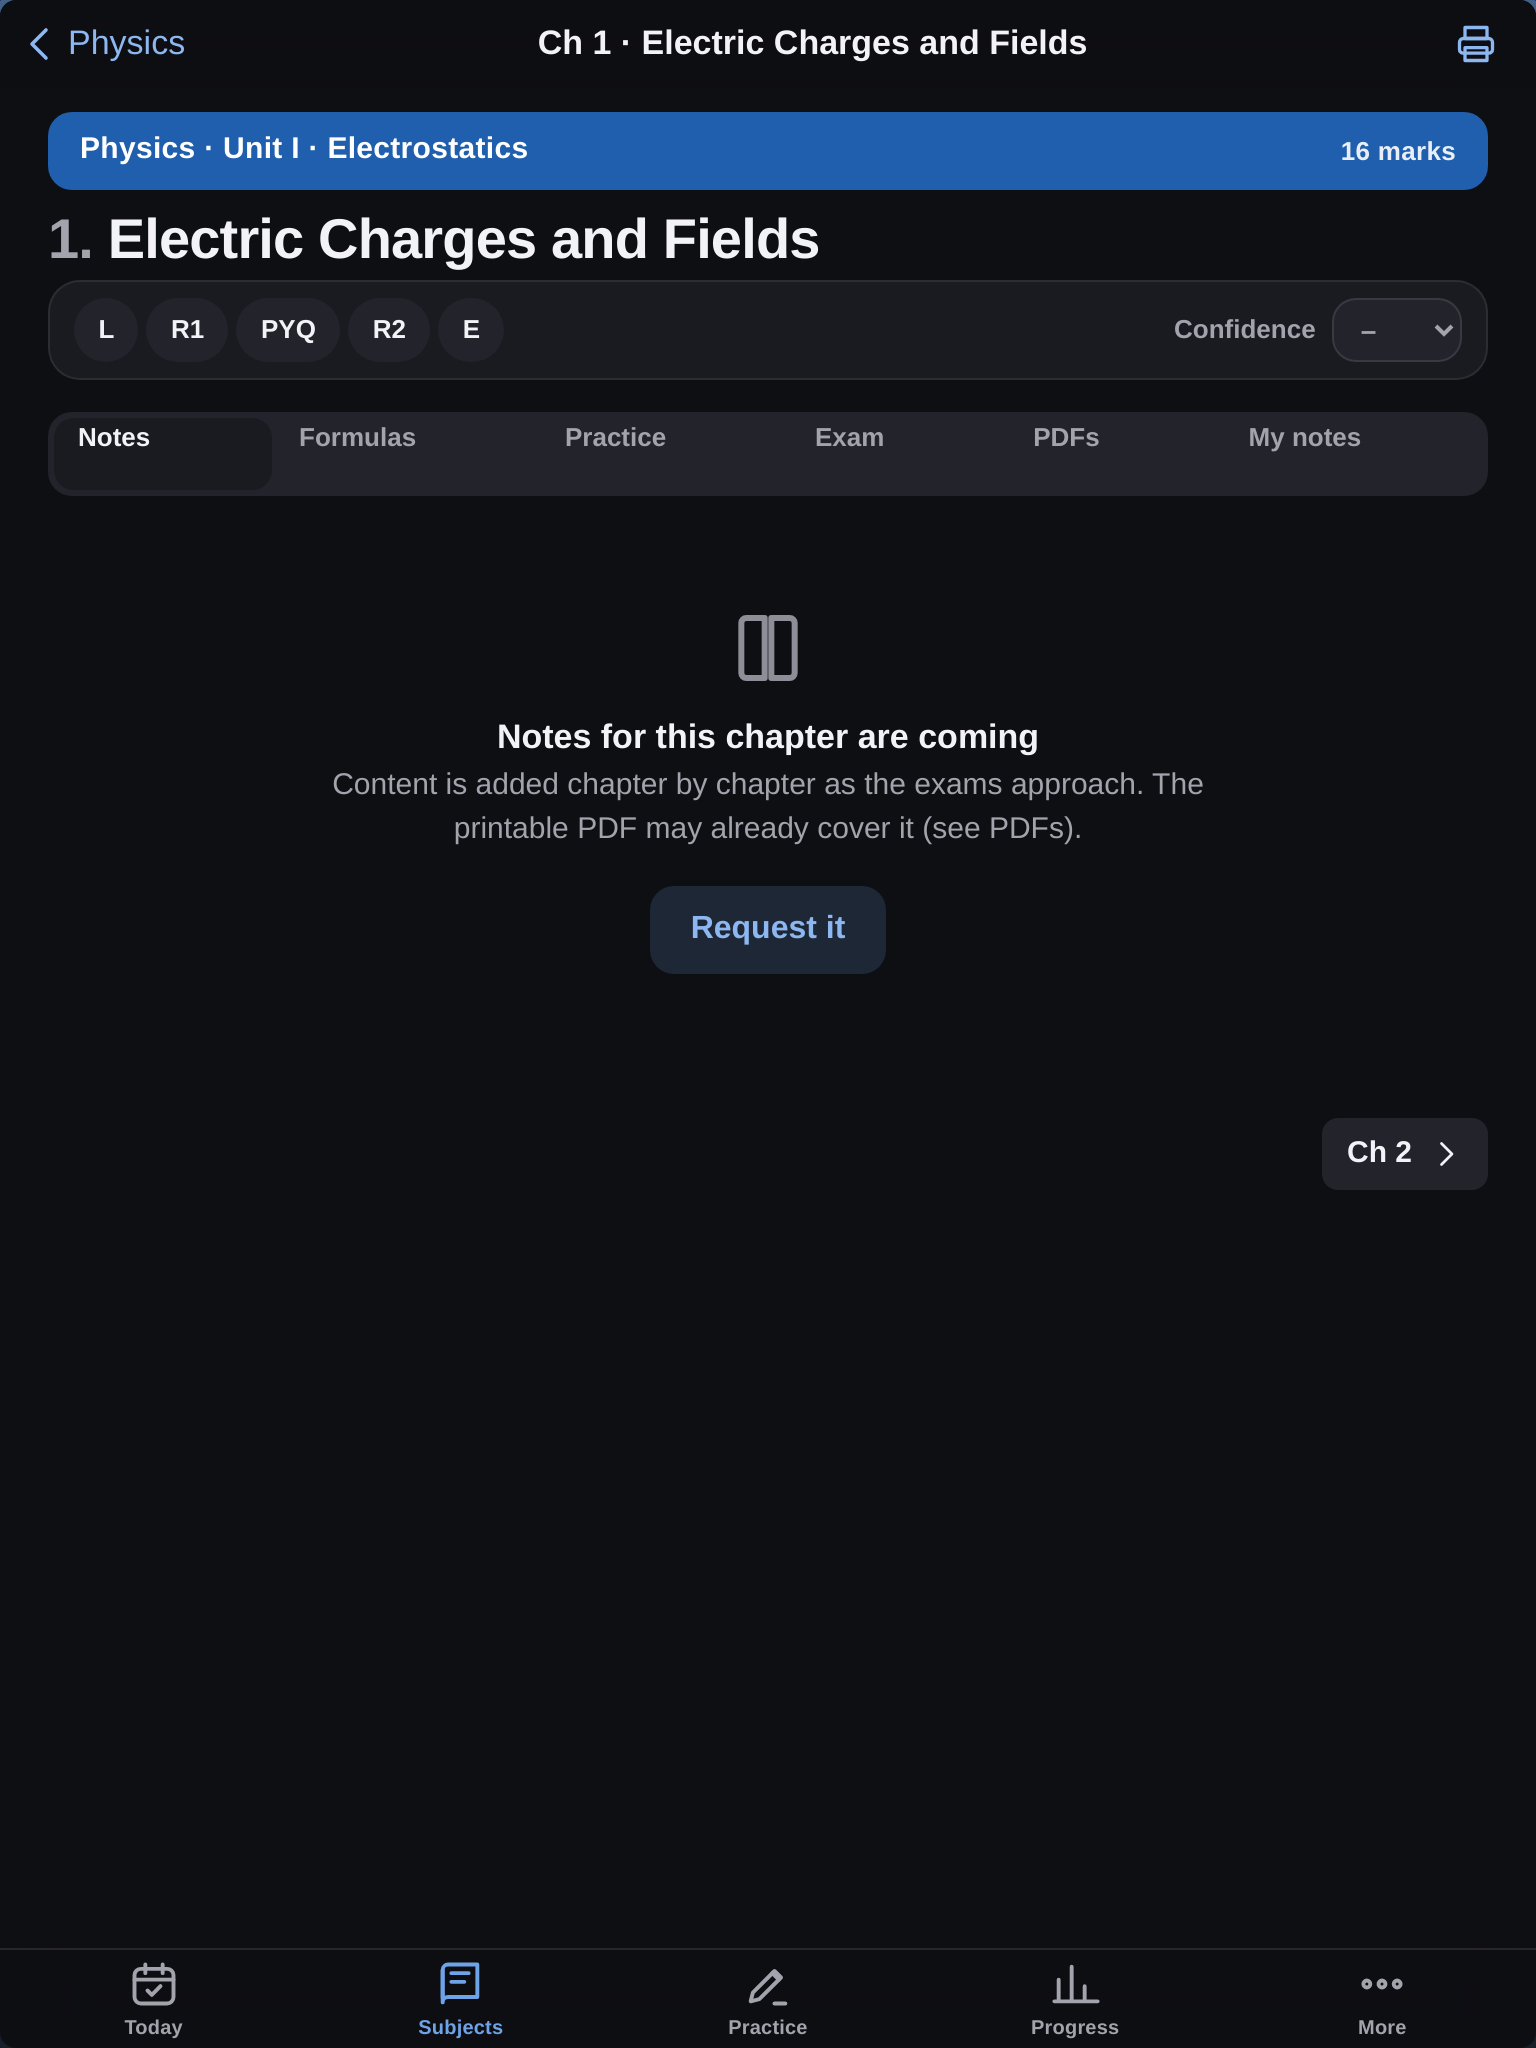 Physics
Ch 1 · Electric Charges and Fields
Physics · Unit I · Electrostatics
16 marks
1. Electric Charges and Fields
L R1 PYQ R2 E
Confidence –
Notes Formulas Practice Exam PDFs My notes
Notes for this chapter are coming
Content is added chapter by chapter as the exams approach. The
printable PDF may already cover it (see PDFs).
Request it
Ch 2
Today Subjects Practice Progress More